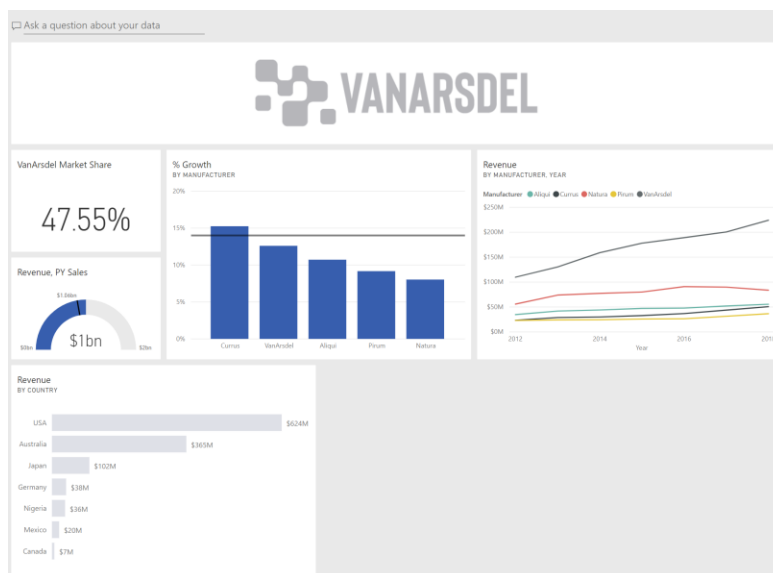 Ask a question about your data
VANARSDEL
VanArsdel Market Share
47.55%
Revenue, PY Sales
$0bn
$1bn
$2bn
% Growth
BY MANUFACTURER
20%
15%
10%
5%
0%
Currus
VanArsdel
Aliqui
Pirum
Natura
Revenue
BY MANUFACTURER, YEAR
Manufacturer Aliqui Currus Natura Pirum VanArsdel
$250M
$200M
$150M
$100M
$50M
$0M
2012
2014
2016
2018
Year
Revenue
BY COUNTRY
USA $624M
Australia $365M
Japan $102M
Germany $38M
Nigeria $36M
Mexico $20M
Canada $7M